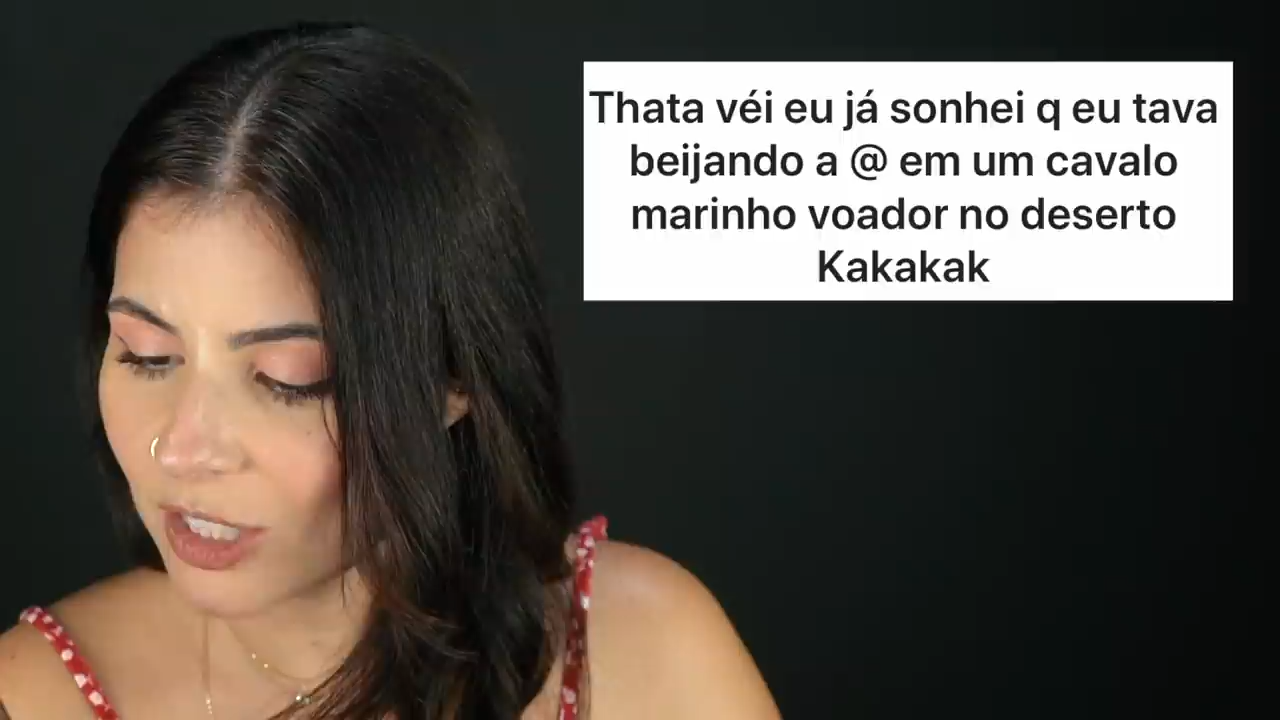 Thata véi eu já sonhei q eu tava
beijando a @ em um cavalo
marinho voador no deserto
Kakakak